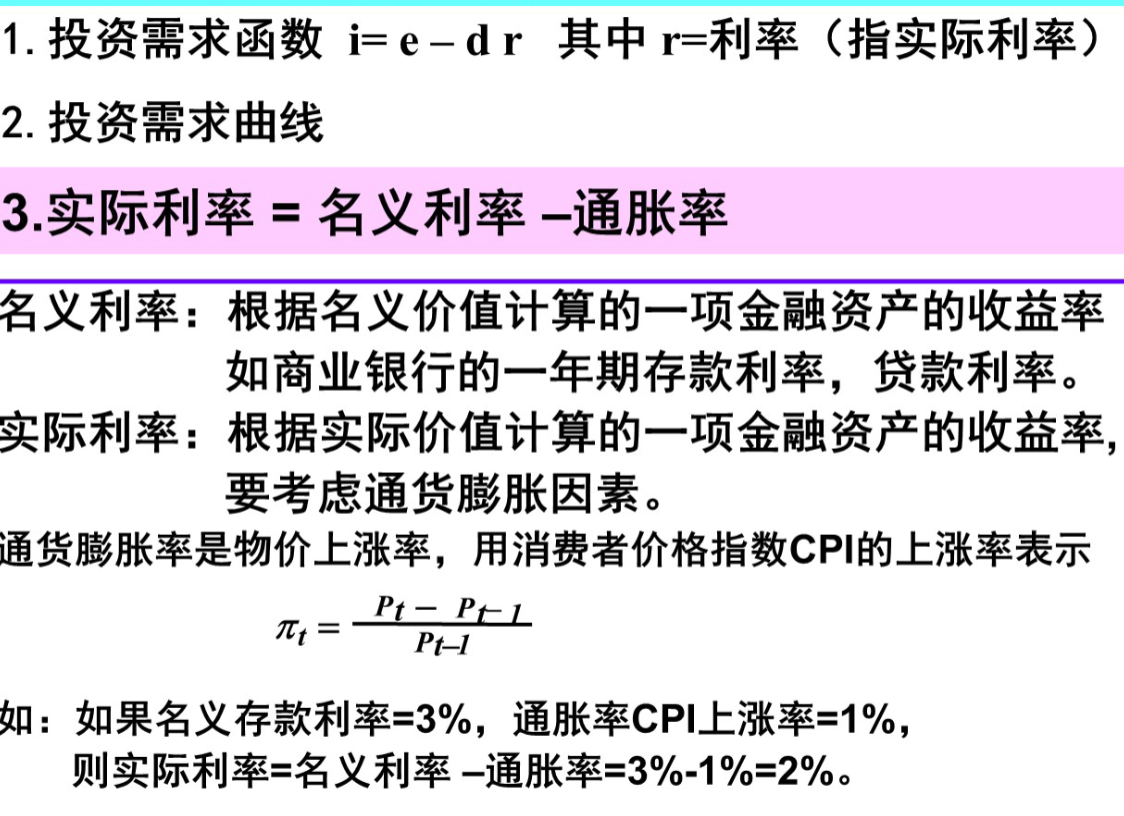 1. 投资需求函数 i= e – d r 其中 r=利率（指实际利率）
2. 投资需求曲线
3.实际利率 = 名义利率 –通胀率
名义利率：根据名义价值计算的一项金融资产的收益率
如商业银行的一年期存款利率，贷款利率。
实际利率：根据实际价值计算的一项金融资产的收益率,
要考虑通货膨胀因素。
通货膨胀率是物价上涨率，用消费者价格指数CPI的上涨率表示
πt = (Pt – Pt–1) / Pt–1
如：如果名义存款利率=3%，通胀率CPI上涨率=1%，
则实际利率=名义利率 –通胀率=3%-1%=2%。